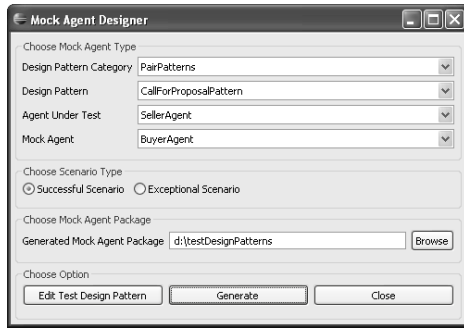 Mock Agent Designer
Choose Mock Agent Type
Design Pattern Category PairPatterns
Design Pattern CallForProposalPattern
Agent Under Test SellerAgent
Mock Agent BuyerAgent
Choose Scenario Type
Successful Scenario Exceptional Scenario
Choose Mock Agent Package
Generated Mock Agent Package d:\testDesignPatterns Browse
Choose Option
Edit Test Design Pattern Generate Close